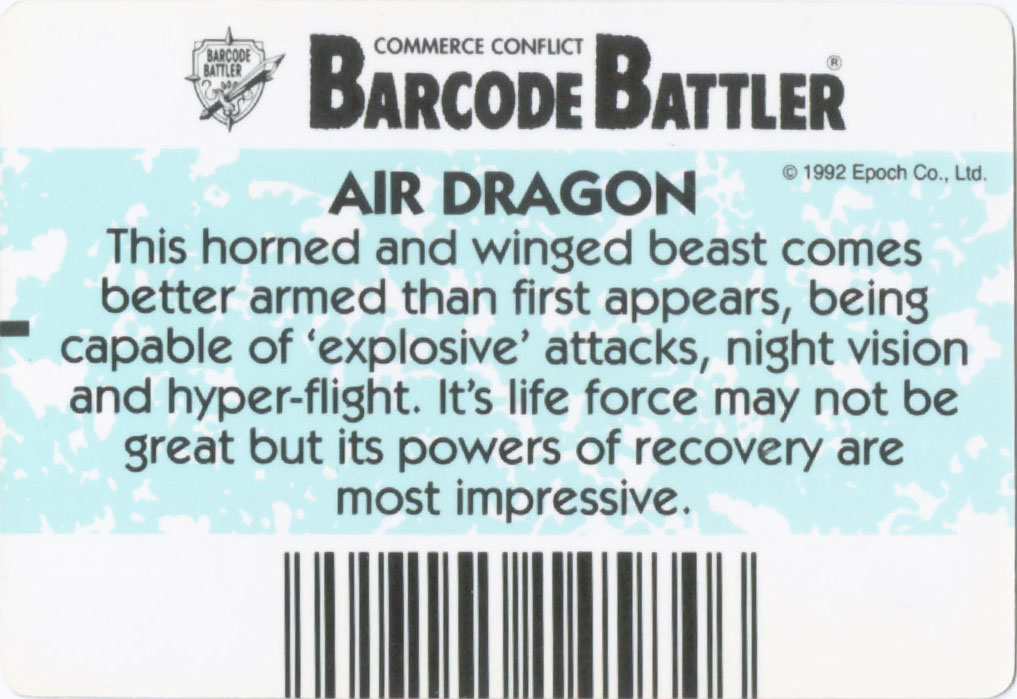 BARCODE
BATTLER
COMMERCE CONFLICT
BARCODE BATTLER®
© 1992 Epoch Co., Ltd.
AIR DRAGON
This horned and winged beast comes
better armed than first appears, being
capable of ‘explosive’ attacks, night vision
and hyper-flight. It’s life force may not be
great but its powers of recovery are
most impressive.